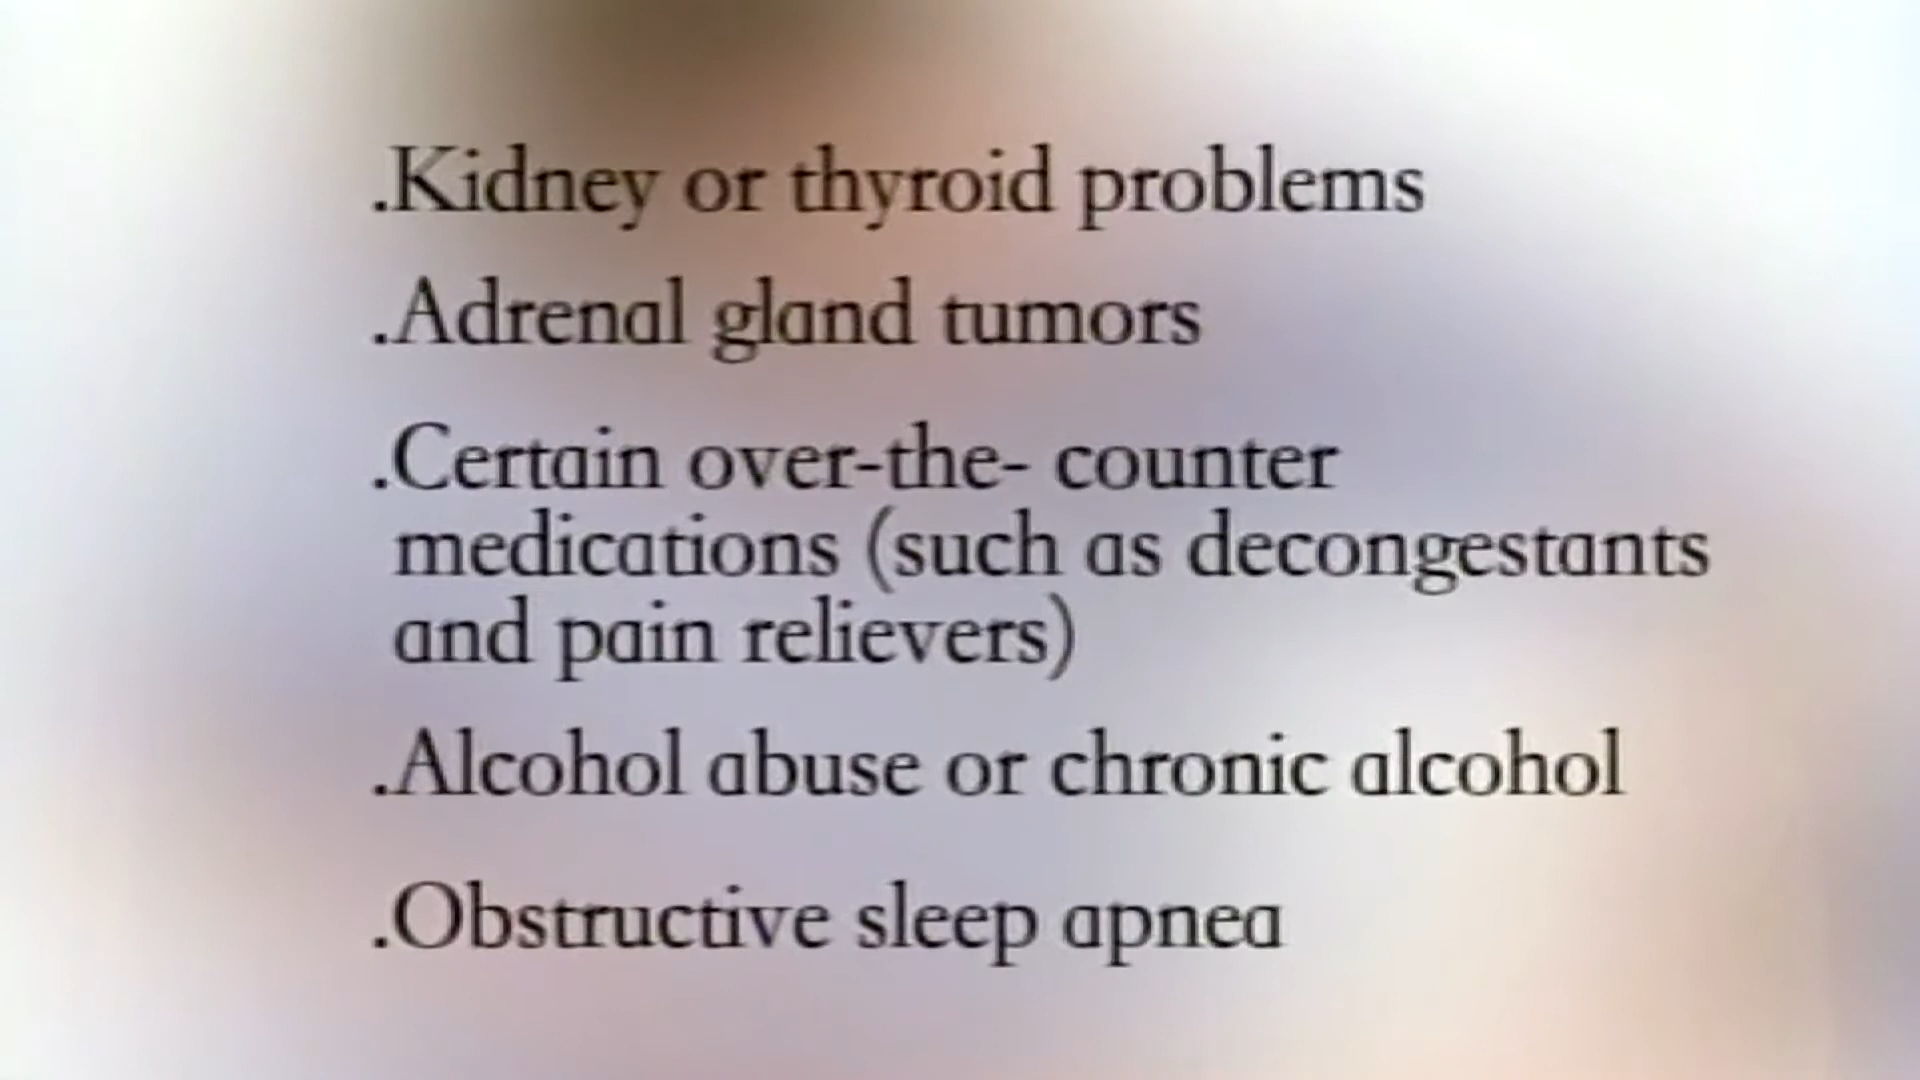 .Kidney or thyroid problems
.Adrenal gland tumors
.Certain over-the- counter
medications (such as decongestants
and pain relievers)
.Alcohol abuse or chronic alcohol
.Obstructive sleep apnea